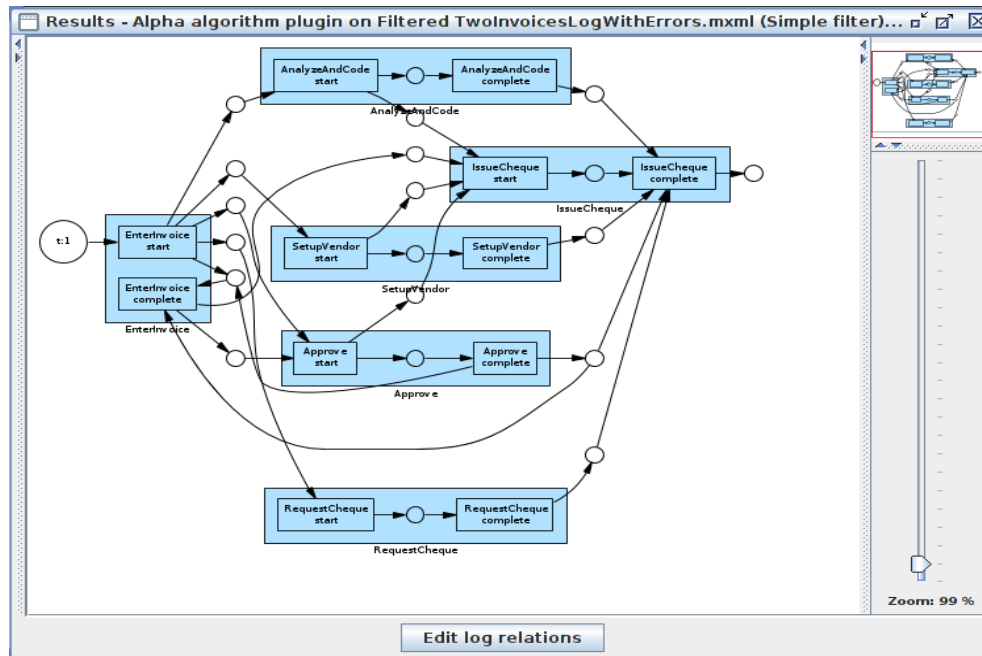 Results - Alpha algorithm plugin on Filtered TwoInvoicesLogWithErrors.mxml (Simple filter)...
AnalyzeAndCode
start
AnalyzeAndCode
complete
AnalyzeAndCode
IssueCheque
start
IssueCheque
complete
IssueCheque
t:1
EnterInvoice
start
EnterInvoice
complete
EnterInvoice
SetupVendor
start
SetupVendor
complete
SetupVendor
Approve
start
Approve
complete
Approve
RequestCheque
start
RequestCheque
complete
RequestCheque
Zoom: 99 %
Edit log relations